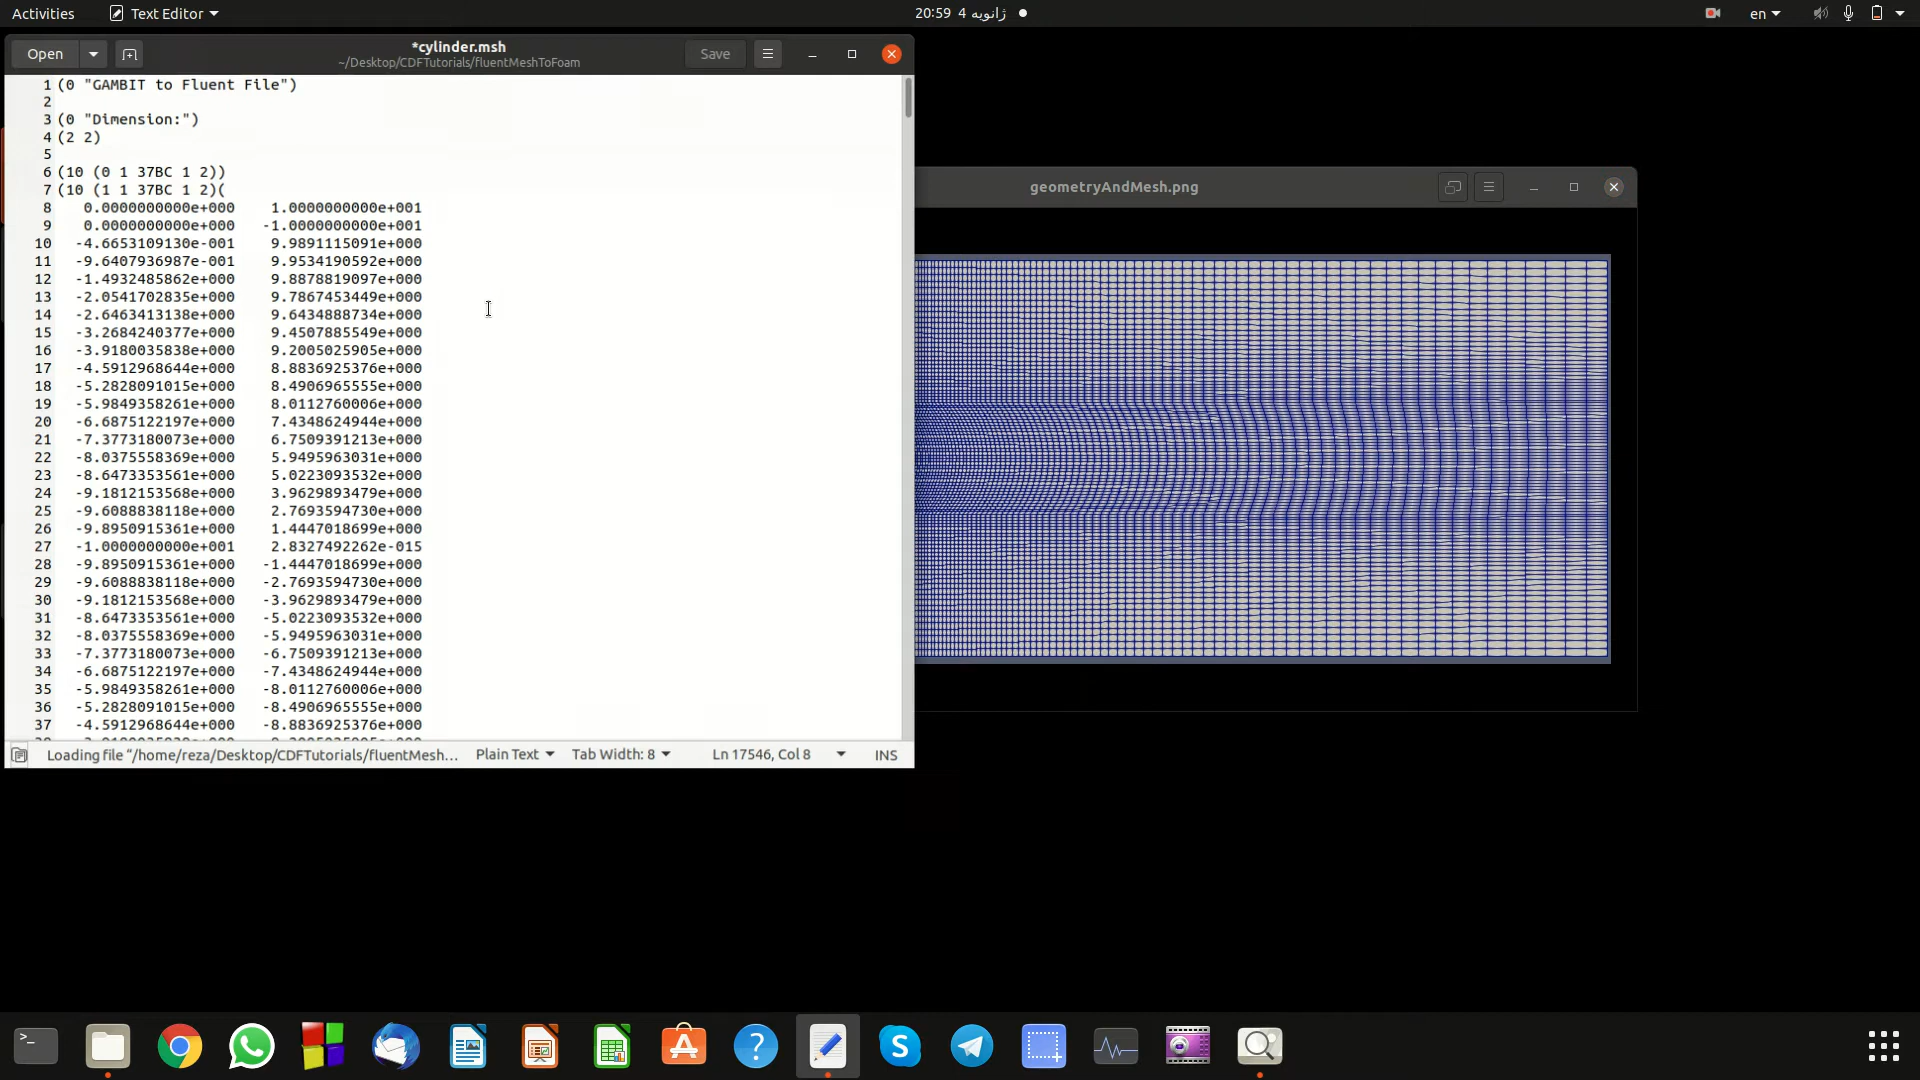 Activities
Text Editor
20:59 ژانویه 4
en
Open
*cylinder.msh
~/Desktop/CDFTutorials/fluentMeshToFoam
Save
1 (0 "GAMBIT to Fluent File")
2
3 (0 "Dimension:")
4 (2 2)
5
6 (10 (0 1 37BC 1 2))
7 (10 (1 1 37BC 1 2)(
8 0.0000000000e+000 1.0000000000e+001
9 0.0000000000e+000 -1.0000000000e+001
10 -4.6653109130e-001 9.9891115091e+000
11 -9.6407936987e-001 9.9534190592e+000
12 -1.4932485862e+000 9.8878819097e+000
13 -2.0541702835e+000 9.7867453449e+000
14 -2.6463413138e+000 9.6434888734e+000
15 -3.2684240377e+000 9.4507885549e+000
16 -3.9180035838e+000 9.2005025905e+000
17 -4.5912968644e+000 8.8836925376e+000
18 -5.2828091015e+000 8.4906965555e+000
19 -5.9849358261e+000 8.0112760006e+000
20 -6.6875122197e+000 7.4348624944e+000
21 -7.3773180073e+000 6.7509391213e+000
22 -8.0375558369e+000 5.9495963031e+000
23 -8.6473353561e+000 5.0223093532e+000
24 -9.1812153568e+000 3.9629893479e+000
25 -9.6088838118e+000 2.7693594730e+000
26 -9.8950915361e+000 1.4447018699e+000
27 -1.0000000000e+001 2.8327492262e-015
28 -9.8950915361e+000 -1.4447018699e+000
29 -9.6088838118e+000 -2.7693594730e+000
30 -9.1812153568e+000 -3.9629893479e+000
31 -8.6473353561e+000 -5.0223093532e+000
32 -8.0375558369e+000 -5.9495963031e+000
33 -7.3773180073e+000 -6.7509391213e+000
34 -6.6875122197e+000 -7.4348624944e+000
35 -5.9849358261e+000 -8.0112760006e+000
36 -5.2828091015e+000 -8.4906965555e+000
37 -4.5912968644e+000 -8.8836925376e+000
Loading file “/home/reza/Desktop/CDFTutorials/fluentMesh…
Plain Text
Tab Width: 8
Ln 17546, Col 8
INS
geometryAndMesh.png